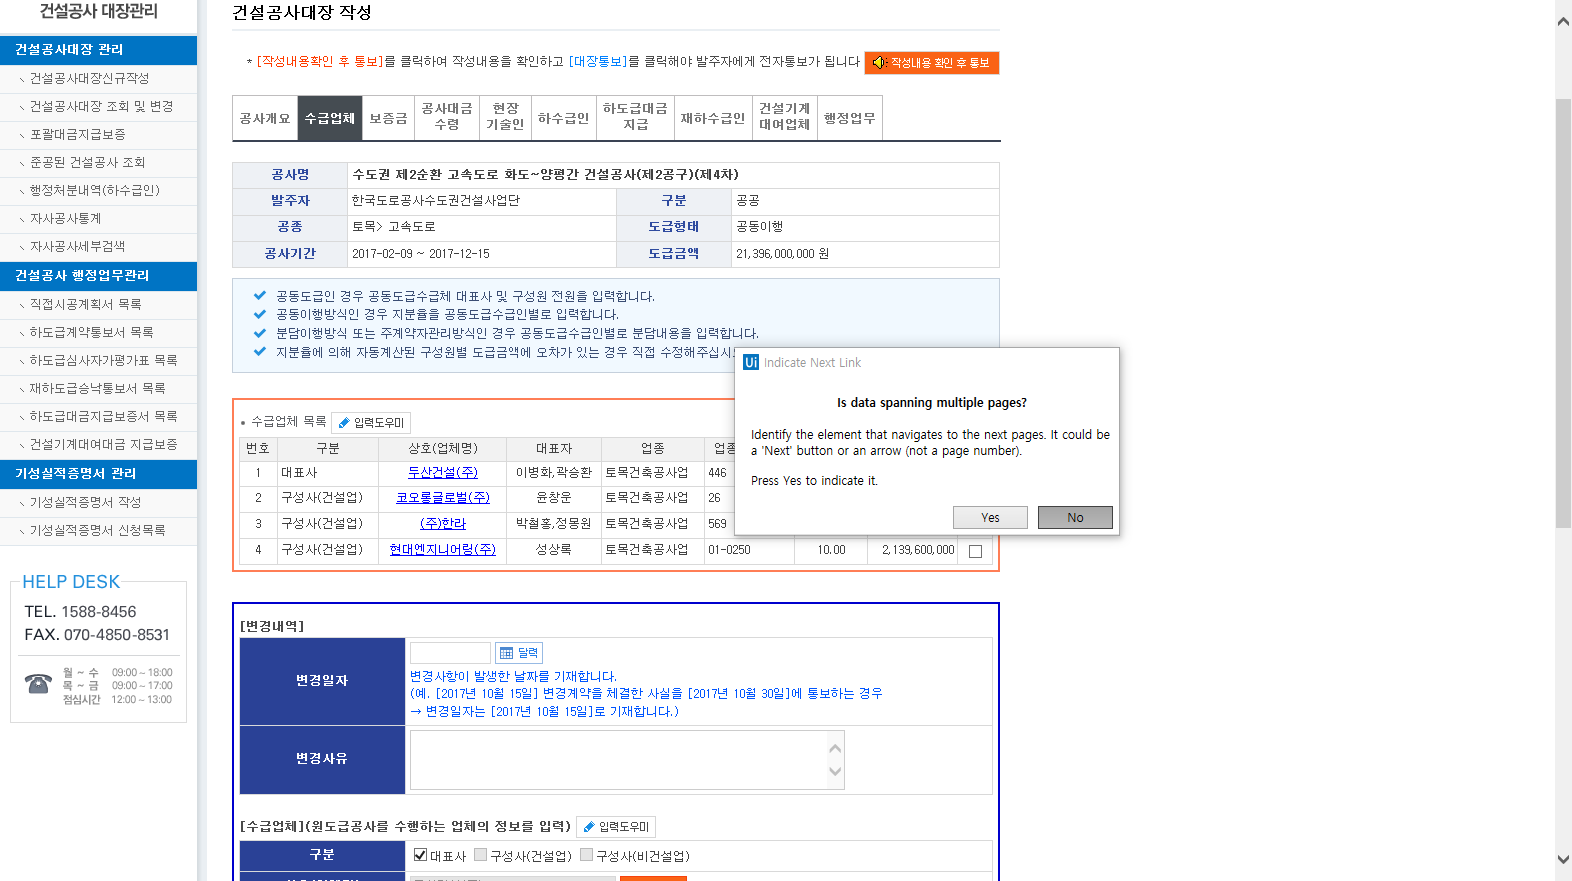 건설공사 대장관리
건설공사대장 관리
건설공사대장신규작성
건설공사대장 조회 및 변경
포괄대금지급보증
준공된 건설공사 조회
행정처분내역(하수급인)
자사공사통계
자사공사세부검색
건설공사 행정업무관리
직접시공계획서 목록
하도급계약통보서 목록
하도급심사자가평가표 목록
재하도급승낙통보서 목록
하도급대금지급보증서 목록
건설기계대여대금 지급보증
기성실적증명서 관리
기성실적증명서 작성
기성실적증명서 신청목록
HELP DESK
TEL. 1588-8456
FAX. 070-4850-8531
월 ~ 수 09:00 ~ 18:00
목 ~ 금 09:00 ~ 17:00
점심시간 12:00 ~ 13:00
건설공사대장 작성
* [작성내용확인 후 통보]를 클릭하여 작성내용을 확인하고 [대장통보]를 클릭해야 발주자에게 전자통보가 됩니다 작성내용 확인 후 통보
공사개요 수급업체 보증금 공사대금 수령 현장 기술인 하수급인 하도급대금 지급 재하수급인 건설기계 대여업체 행정업무
공사명 수도권 제2순환 고속도로 화도~양평간 건설공사(제2공구)(제4차)
발주자 한국도로공사수도권건설사업단 구분 공공
공종 토목> 고속도로 도급형태 공동이행
공사기간 2017-02-09 ~ 2017-12-15 도급금액 21,396,000,000 원
공동도급인 경우 공동도급수급체 대표사 및 구성원 전원을 입력합니다.
공동이행방식인 경우 지분율을 공동도급수급인별로 입력합니다.
분담이행방식 또는 주계약자관리방식인 경우 공동도급수급인별로 분담내용을 입력합니다.
지분율에 의해 자동계산된 구성원별 도급금액에 오차가 있는 경우 직접 수정해주십시
Ui Indicate Next Link
Is data spanning multiple pages?
Identify the element that navigates to the next pages. It could be
a 'Next' button or an arrow (not a page number).
Press Yes to indicate it.
Yes No
• 수급업체 목록 입력도우미
번호 구분 상호(업체명) 대표자 업종 업종
1 대표사 두산건설(주) 이병화,곽승환 토목건축공사업 446
2 구성사(건설업) 코오롱글로벌(주) 윤창운 토목건축공사업 26
3 구성사(건설업) (주)한라 박철홍,정몽원 토목건축공사업 569
4 구성사(건설업) 현대엔지니어링(주) 성상록 토목건축공사업 01-0250 10.00 2,139,600,000
[변경내역]
변경일자 달력
변경사항이 발생한 날짜를 기재합니다.
(예. [2017년 10월 15일] 변경계약을 체결한 사실을 [2017년 10월 30일]에 통보하는 경우
→ 변경일자는 [2017년 10월 15일]로 기재합니다.)
변경사유
[수급업체](원도급공사를 수행하는 업체의 정보를 입력) 입력도우미
구분 대표사 구성사(건설업) 구성사(비건설업)